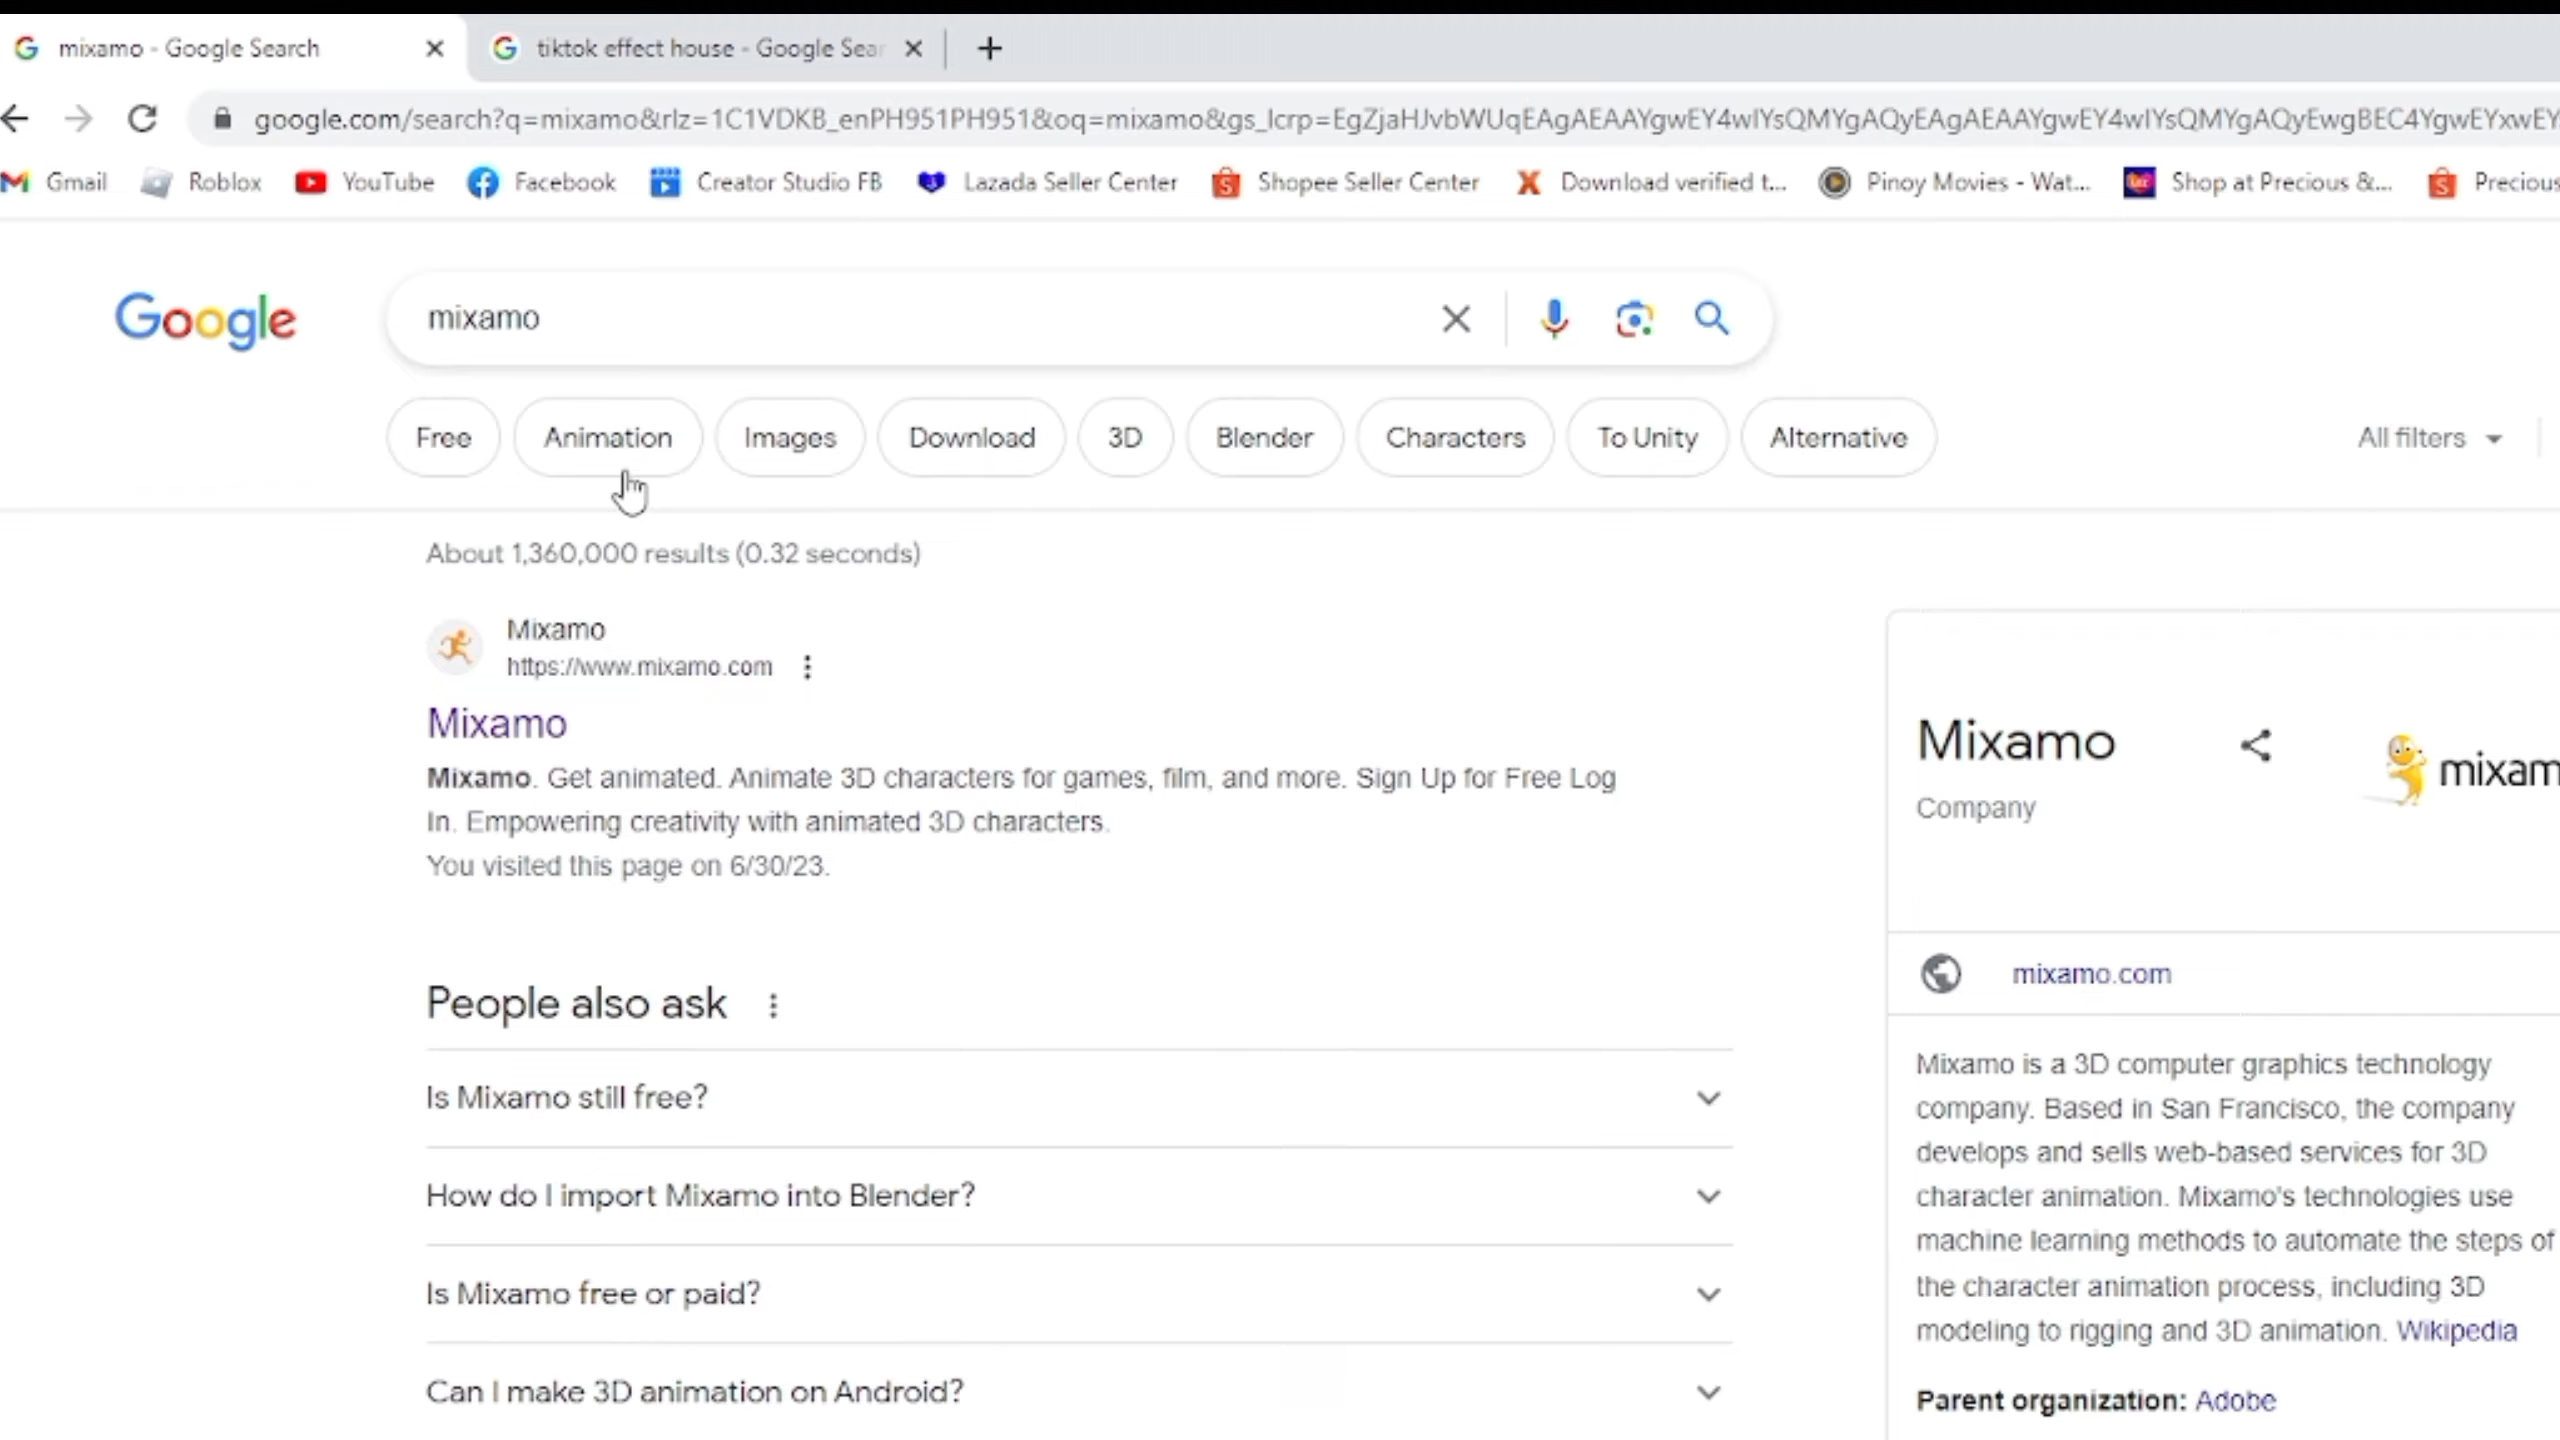 mixamo - Google Search
tiktok effect house - Google Sear
google.com/search?q=mixamo&rlz=1C1VDKB_enPH951PH951&oq=mixamo&gs_lcrp=EgZjaHJvbWUqEAgAEAAYgwEY4wIYsQMYgAQyEAgAEAAYgwEY4wIYsQMYgAQyEwgBEC4YgwEYxwEY
Gmail
Roblox
YouTube
Facebook
Creator Studio FB
Lazada Seller Center
Shopee Seller Center
Download verified t...
Pinoy Movies - Wat...
Shop at Precious &...
Precious
Google
mixamo
Free
Animation
Images
Download
3D
Blender
Characters
To Unity
Alternative
All filters
About 1,360,000 results (0.32 seconds)
Mixamo
https://www.mixamo.com
Mixamo
Mixamo. Get animated. Animate 3D characters for games, film, and more. Sign Up for Free Log
In. Empowering creativity with animated 3D characters.
You visited this page on 6/30/23.
People also ask
Is Mixamo still free?
How do I import Mixamo into Blender?
Is Mixamo free or paid?
Can I make 3D animation on Android?
Mixamo
Company
mixam
mixamo.com
Mixamo is a 3D computer graphics technology
company. Based in San Francisco, the company
develops and sells web-based services for 3D
character animation. Mixamo's technologies use
machine learning methods to automate the steps of
the character animation process, including 3D
modeling to rigging and 3D animation. Wikipedia
Parent organization: Adobe